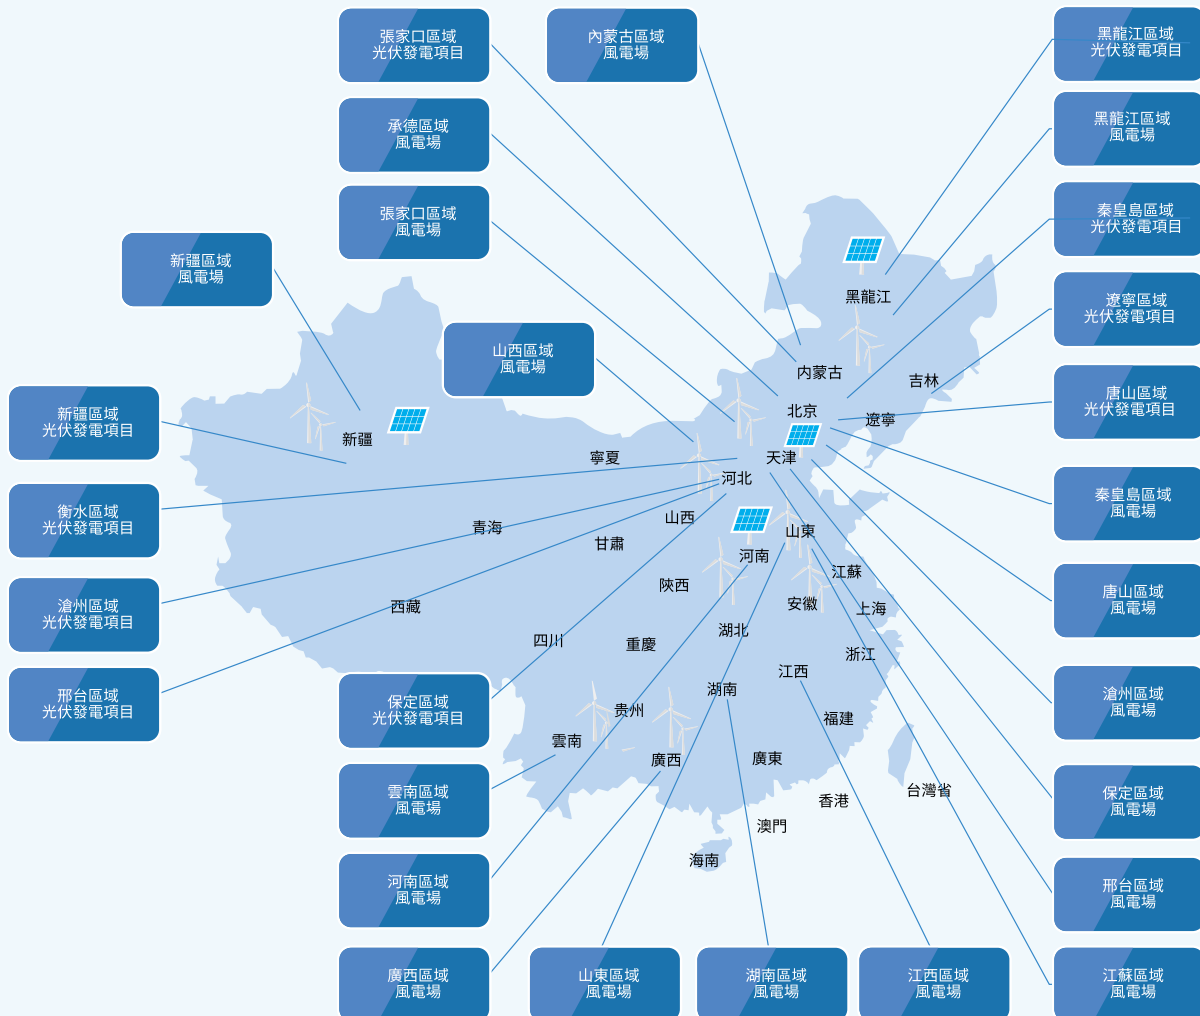 張家口區域
光伏發電項目
內蒙古區域
風電場
黑龍江區域
光伏發電項目
承德區域
風電場
黑龍江區域
風電場
張家口區域
風電場
秦皇島區域
光伏發電項目
新疆區域
風電場
遼寧區域
光伏發電項目
山西區域
風電場
唐山區域
光伏發電項目
新疆區域
光伏發電項目
秦皇島區域
風電場
衡水區域
光伏發電項目
唐山區域
風電場
滄州區域
光伏發電項目
滄州區域
風電場
邢台區域
光伏發電項目
保定區域
光伏發電項目
保定區域
風電場
雲南區域
風電場
邢台區域
風電場
河南區域
風電場
廣西區域
風電場
山東區域
風電場
湖南區域
風電場
江西區域
風電場
江蘇區域
風電場
黑龍江
內蒙古
吉林
北京
遼寧
新疆
寧夏
天津
河北
山西
青海
甘肅
山東
河南
江蘇
陝西
安徽
上海
西藏
湖北
四川
重慶
浙江
江西
湖南
贵州
福建
雲南
廣西
廣東
台灣省
香港
澳門
海南